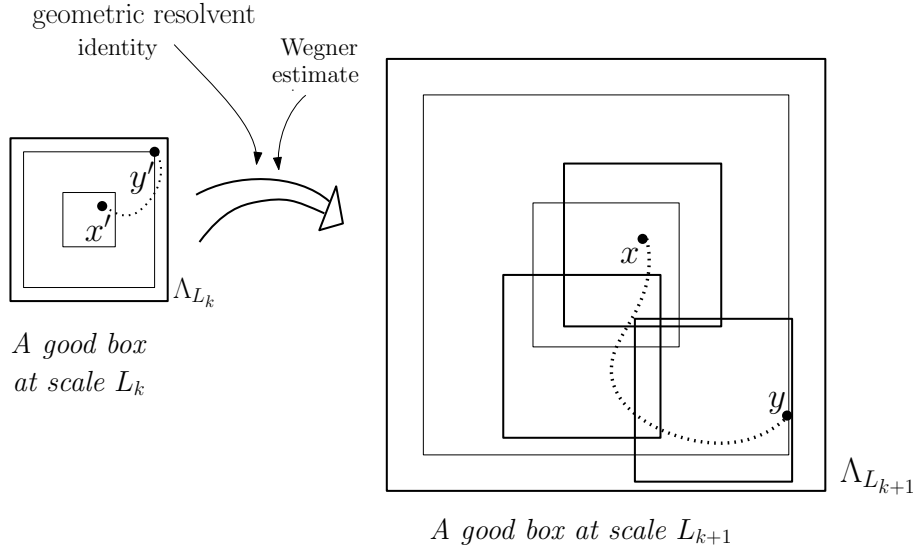 geometric resolvent
identity
Wegner
estimate
y′
x′
Λ_{L_k}
A good box
at scale L_k
x
y
Λ_{L_{k+1}}
A good box at scale L_{k+1}